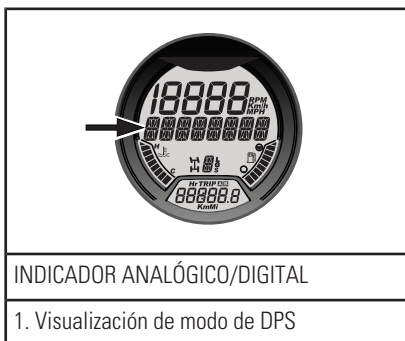 18888 RPM
Km/h
MPH
H
C
Hr TRIP
88888.8
KmMi
INDICADOR ANALÓGICO/DIGITAL
1. Visualización de modo de DPS